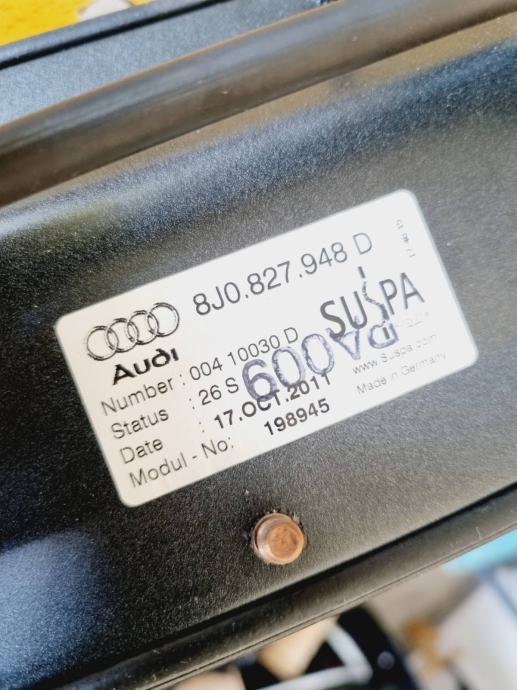 8J0.827.948 D
Audi
SUSPA
Number : 004 10030 D
Status : 26 S
Date : 17.OCT.2011
Modul - No: 198945
www.Suspa.com
Made in Germany